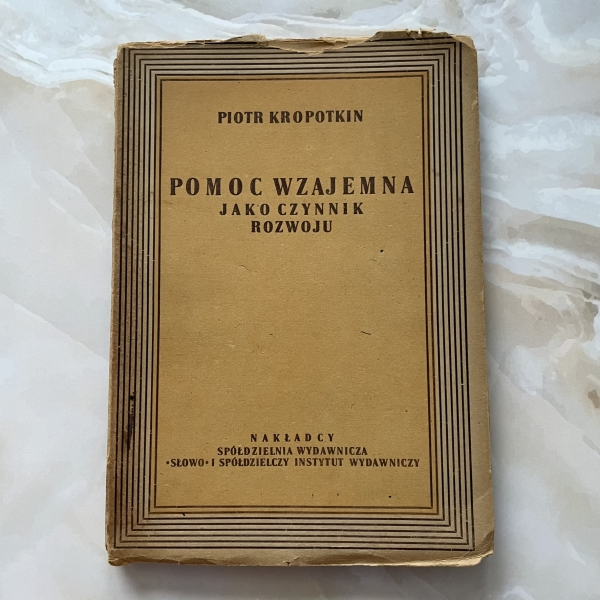 PIOTR KROPOTKIN
POMOC WZAJEMNA
JAKO CZYNNIK
ROZWOJU
NAKŁADCY
SPÓŁDZIELNIA WYDAWNICZA
•SŁOWO• I SPÓŁDZIELCZY INSTYTUT WYDAWNICZY